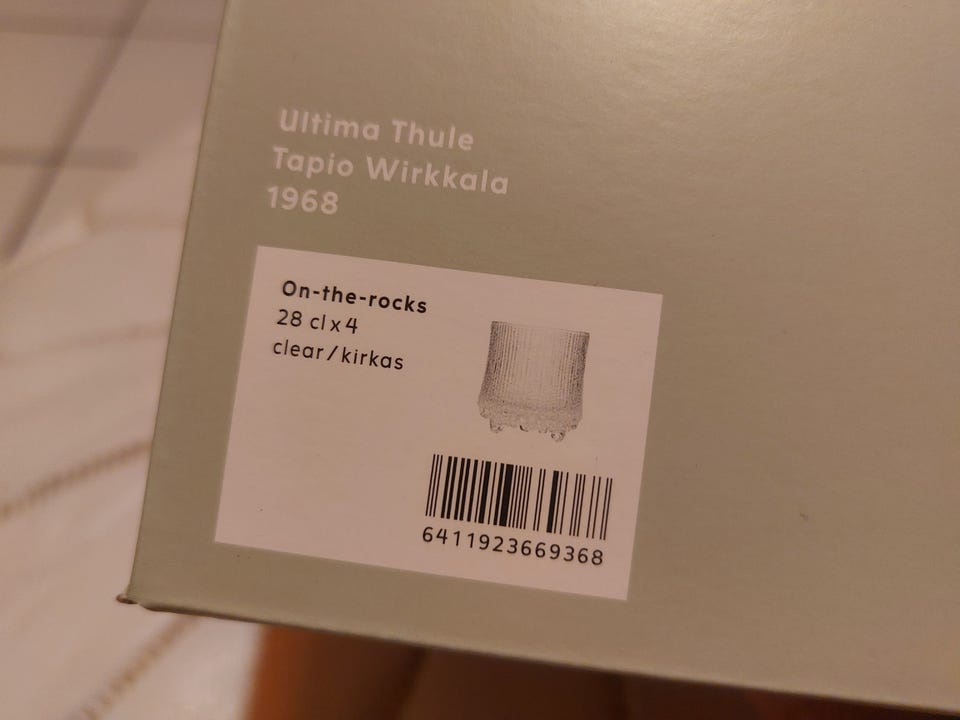 Ultima Thule
Tapio Wirkkala
1968
On-the-rocks
28 cl x 4
clear/kirkas
6411923669368